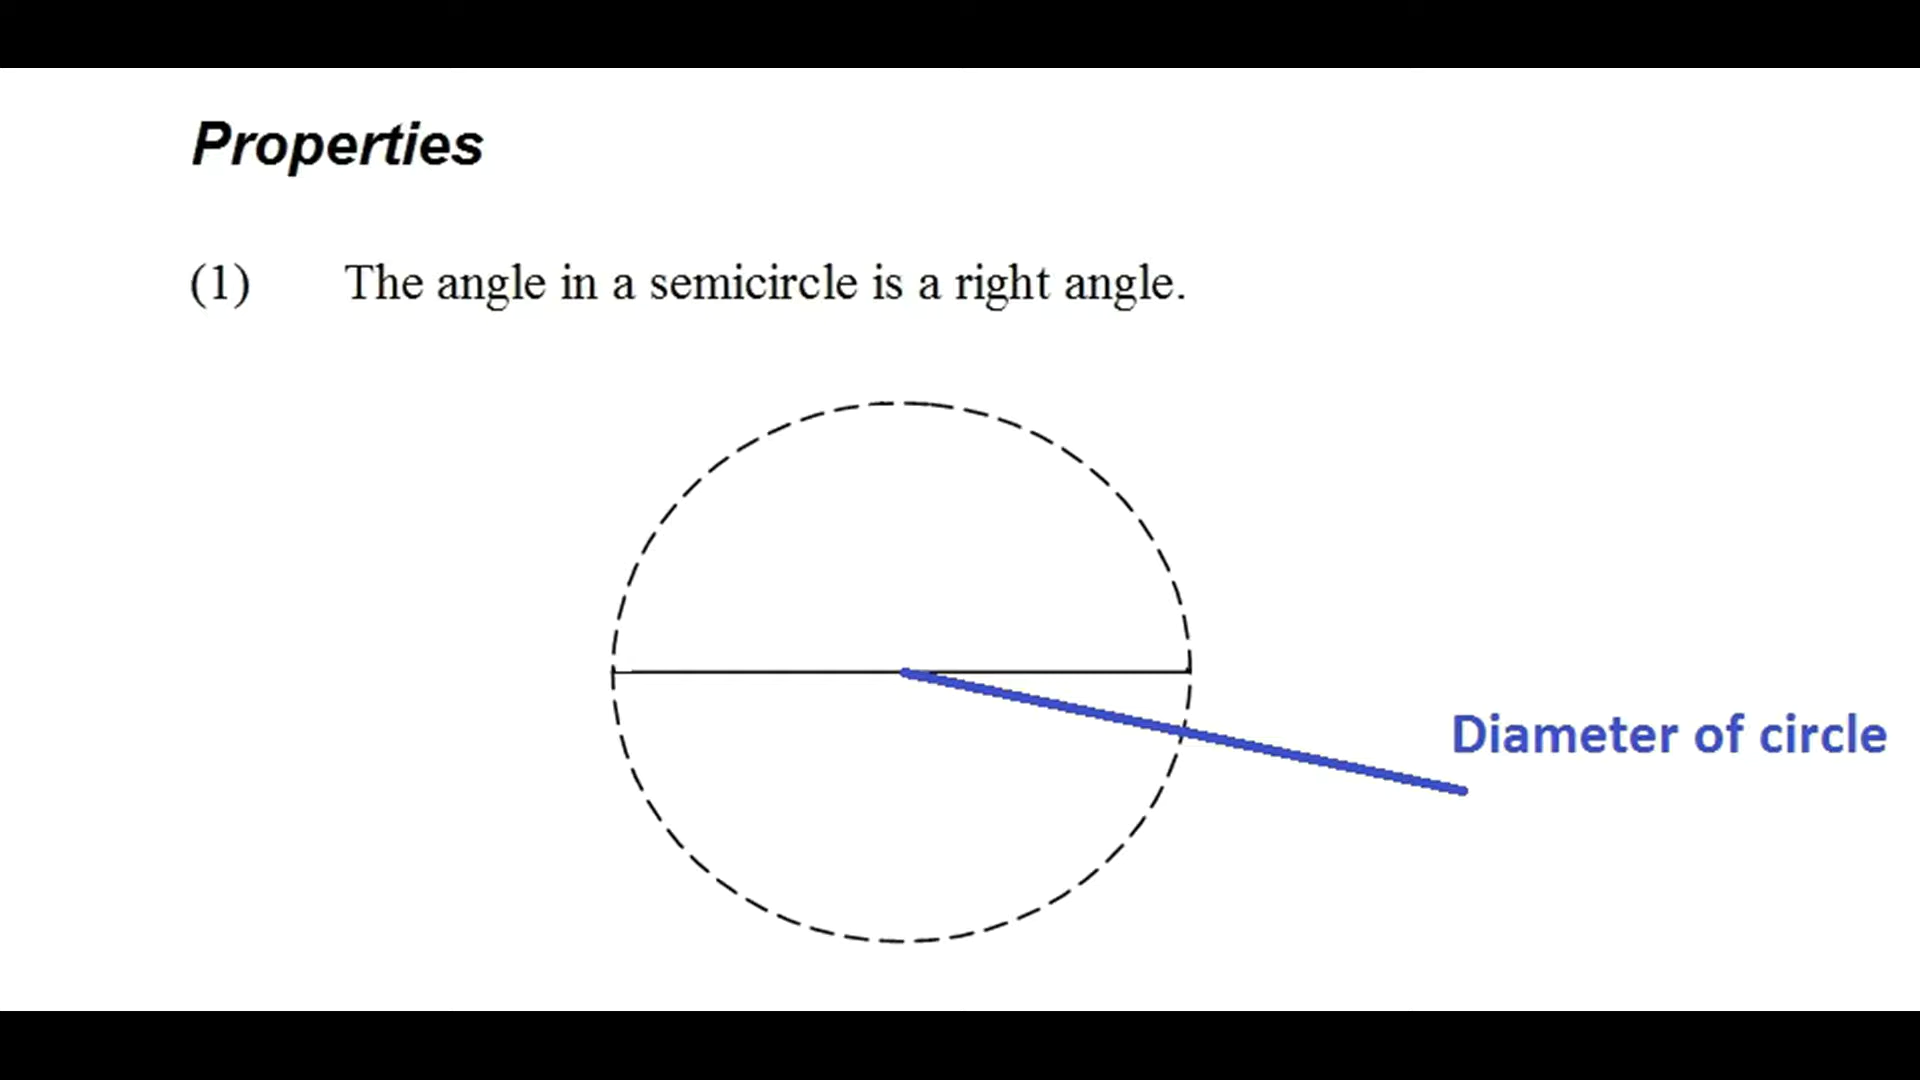 Properties
(1) The angle in a semicircle is a right angle.
Diameter of circle